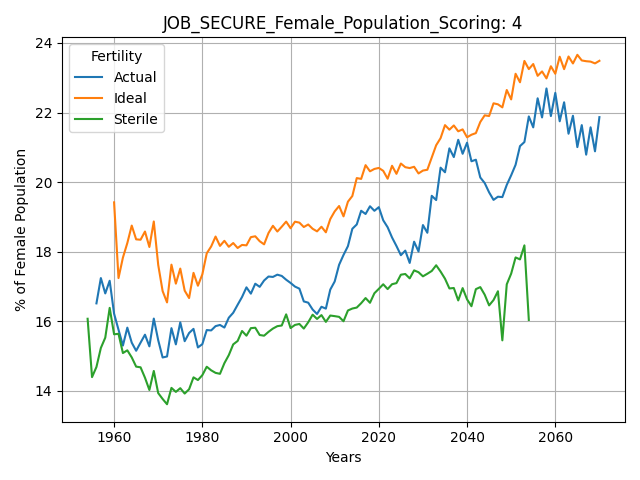 JOB_SECURE_Female_Population_Scoring: 4
Fertility
Actual
Ideal
Sterile
% of Female Population
24
22
20
18
16
14
1960 1980 2000 2020 2040 2060
Years